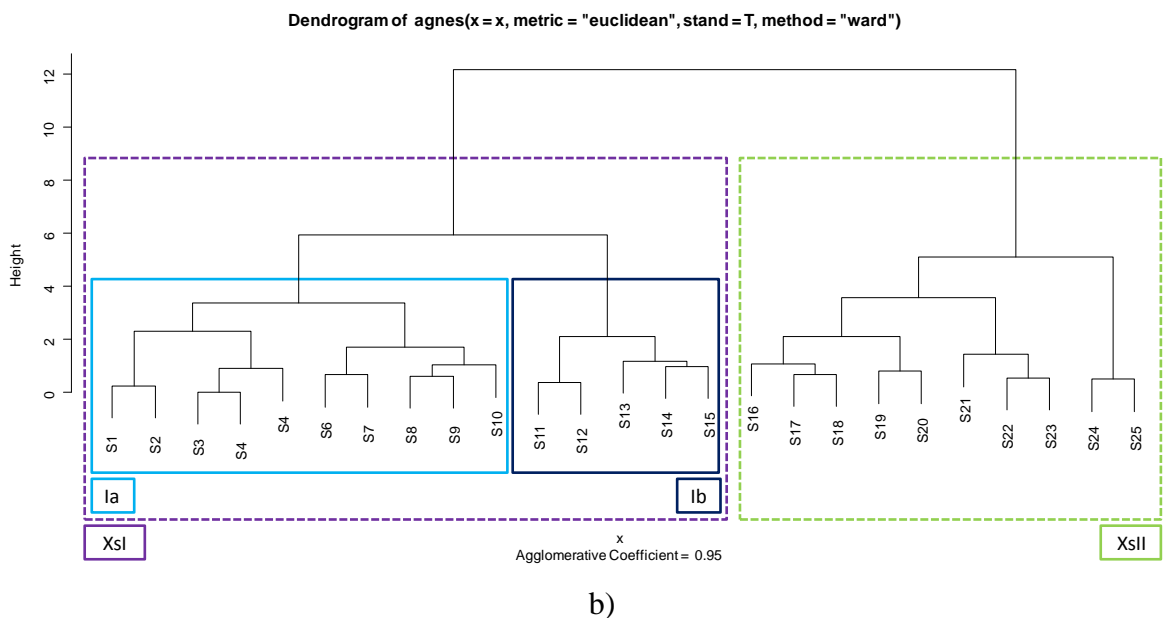 Dendrogram of agnes(x = x, metric = "euclidean", stand = T, method = "ward")
Height
12
10
8
6
4
2
0
S1
S2
S3
S4
S4
S6
S7
S8
S9
S10
S11
S12
S13
S14
S15
S16
S17
S18
S19
S20
S21
S22
S23
S24
S25
Ia
Ib
XsI
XsII
x
Agglomerative Coefficient = 0.95
b)